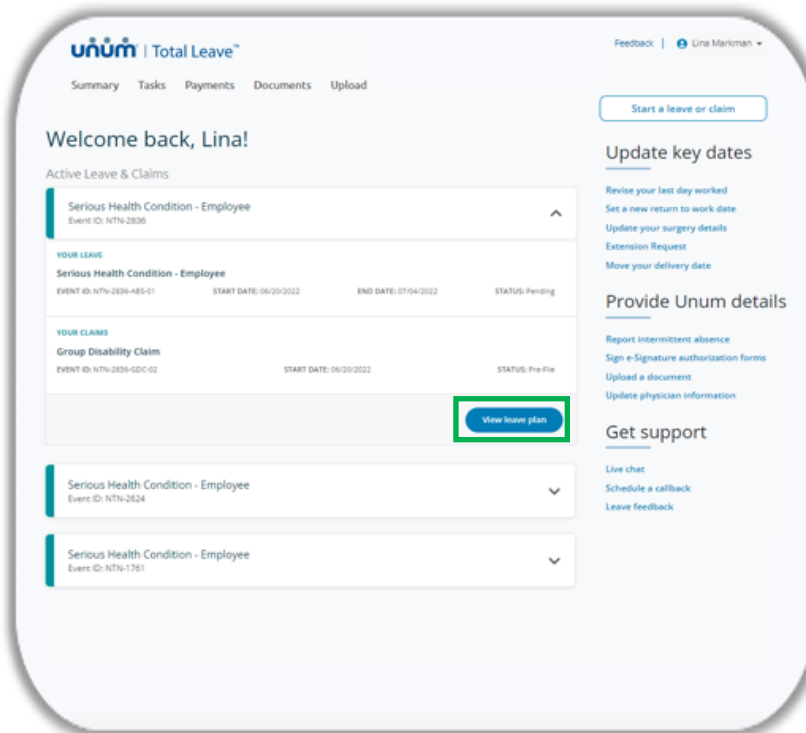 unum | Total Leave™
Feedback | Lina Markman
Summary Tasks Payments Documents Upload
Start a leave or claim
Welcome back, Lina!
Active Leave & Claims
Serious Health Condition - Employee
Event ID: NTN-2836
YOUR LEAVE
Serious Health Condition - Employee
EVENT ID: NTN-2836-ABS-01 START DATE: 06/20/2022 END DATE: 07/04/2022 STATUS: Pending
YOUR CLAIMS
Group Disability Claim
EVENT ID: NTN-2836-GDC-02 START DATE: 06/20/2022 STATUS: Pre-File
View leave plan
Serious Health Condition - Employee
Event ID: NTN-2624
Serious Health Condition - Employee
Event ID: NTN-1761
Update key dates
Revise your last day worked
Set a new return to work date
Update your surgery details
Extension Request
Move your delivery date
Provide Unum details
Report intermittent absence
Sign e-Signature authorization forms
Upload a document
Update physician information
Get support
Live chat
Schedule a callback
Leave feedback